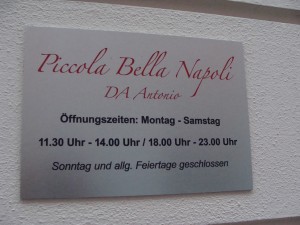 Piccola Bella Napoli
DA Antonio
Öffnungszeiten: Montag - Samstag
11.30 Uhr - 14.00 Uhr / 18.00 Uhr - 23.00 Uhr
Sonntag und allg. Feiertage geschlossen